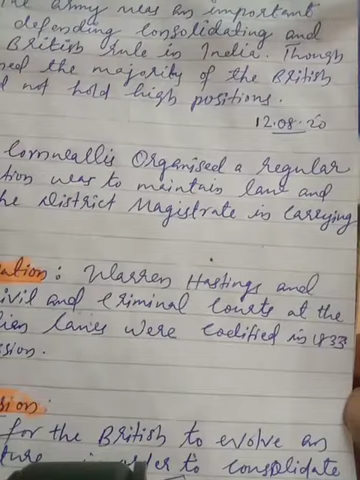 The army was an important
defending consolidating and
British rule in India. Though
the majority of the British
not hold high positions.
12.08.20
Cornwallis Organised a regular
was to maintain law and
the District Magistrate in carrying
: Warren Hastings and
civil and criminal courts at the
laws were codified in 1833
for the British to evolve an
to consolidate